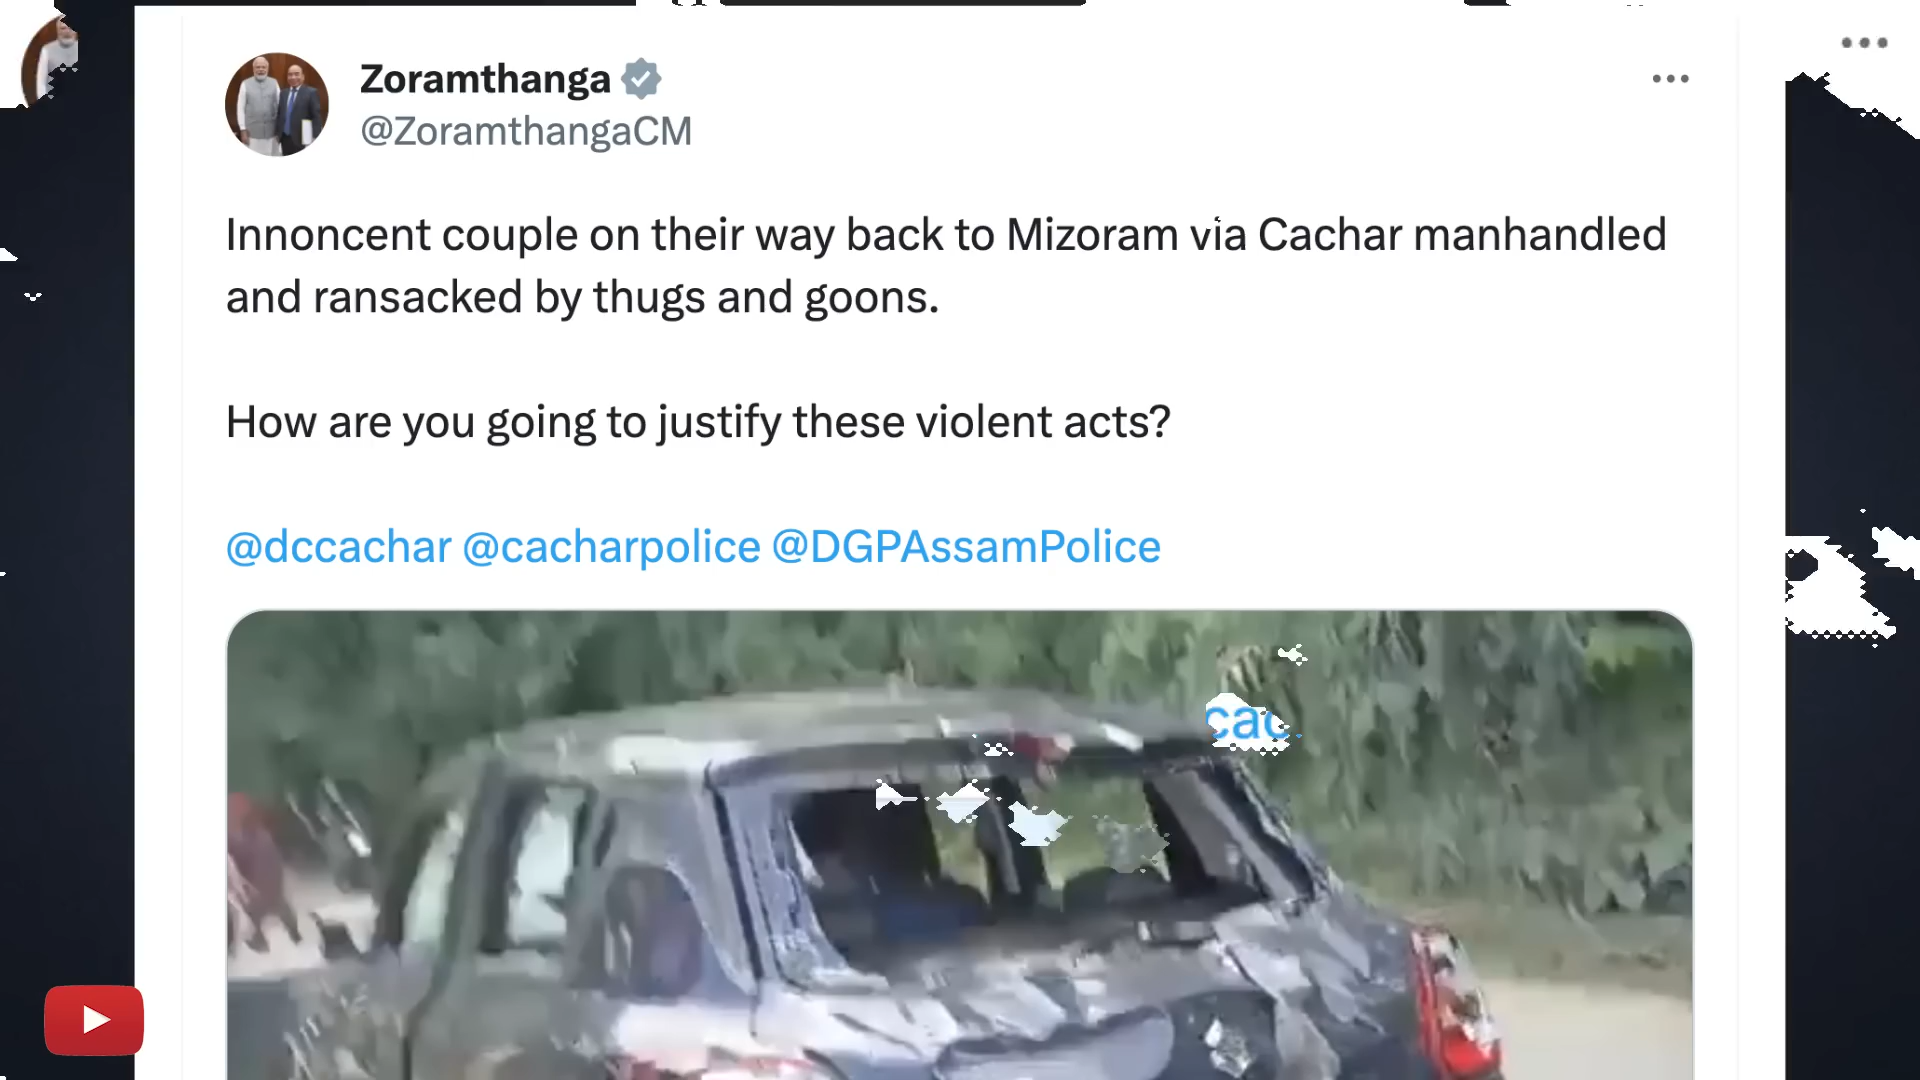 Zoramthanga
@ZoramthangaCM
Innoncent couple on their way back to Mizoram via Cachar manhandled
and ransacked by thugs and goons.
How are you going to justify these violent acts?
@dccachar @cacharpolice @DGPAssamPolice
cac